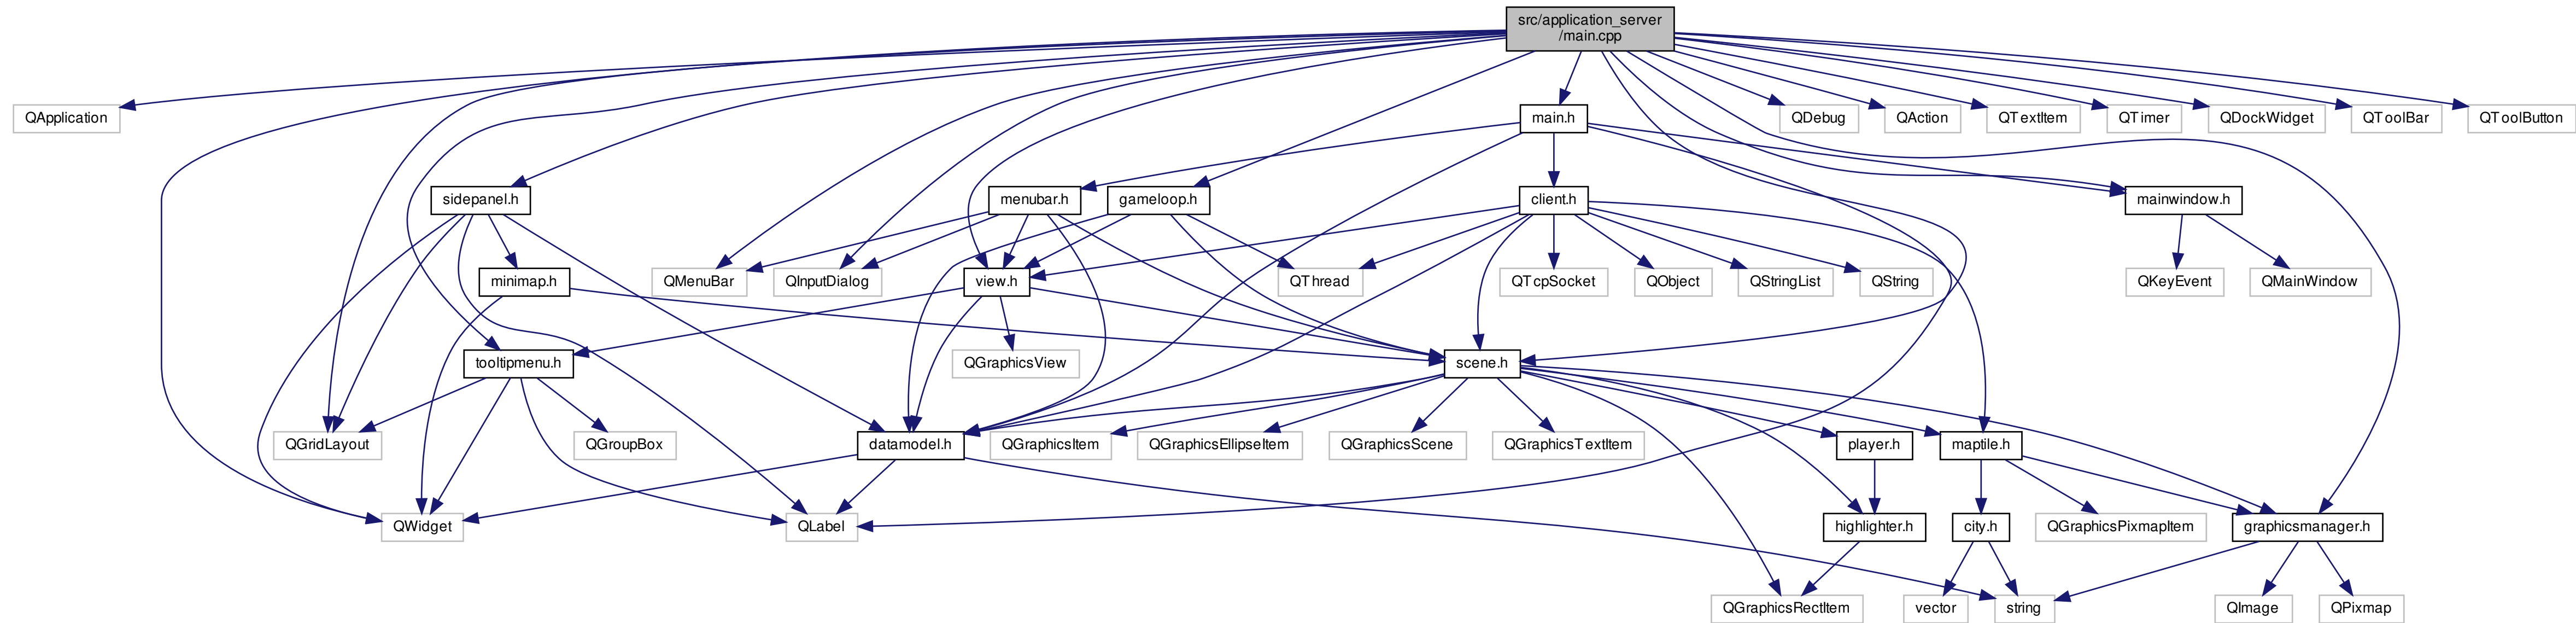 src/application_server
/main.cpp
QApplication
main.h
QDebug
QAction
QTextItem
QTimer
QDockWidget
QToolBar
QToolButton
sidepanel.h
menubar.h
gameloop.h
client.h
mainwindow.h
minimap.h
QMenuBar
QInputDialog
view.h
QThread
QTcpSocket
QObject
QStringList
QString
QKeyEvent
QMainWindow
tooltipmenu.h
QGraphicsView
scene.h
QGridLayout
QGroupBox
datamodel.h
QGraphicsItem
QGraphicsEllipseItem
QGraphicsScene
QGraphicsTextItem
player.h
maptile.h
QWidget
QLabel
highlighter.h
city.h
QGraphicsPixmapItem
graphicsmanager.h
QGraphicsRectItem
vector
string
QImage
QPixmap